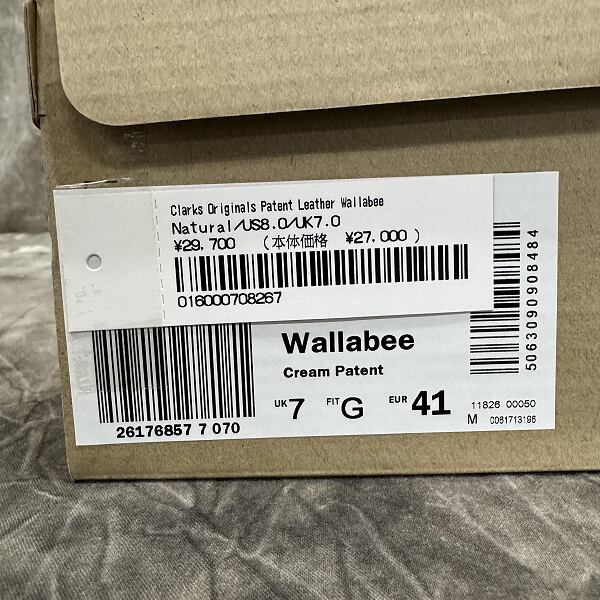 Clarks Originals Patent Leather Wallabee
Natural/US8.0/UK7.0
¥29,700 (本体価格 ¥27,000)
016000708267
Wallabee
Cream Patent
UK 7 FIT G EUR 41
26176857 7 070
11826 00050
M 0061713196
5063090908484